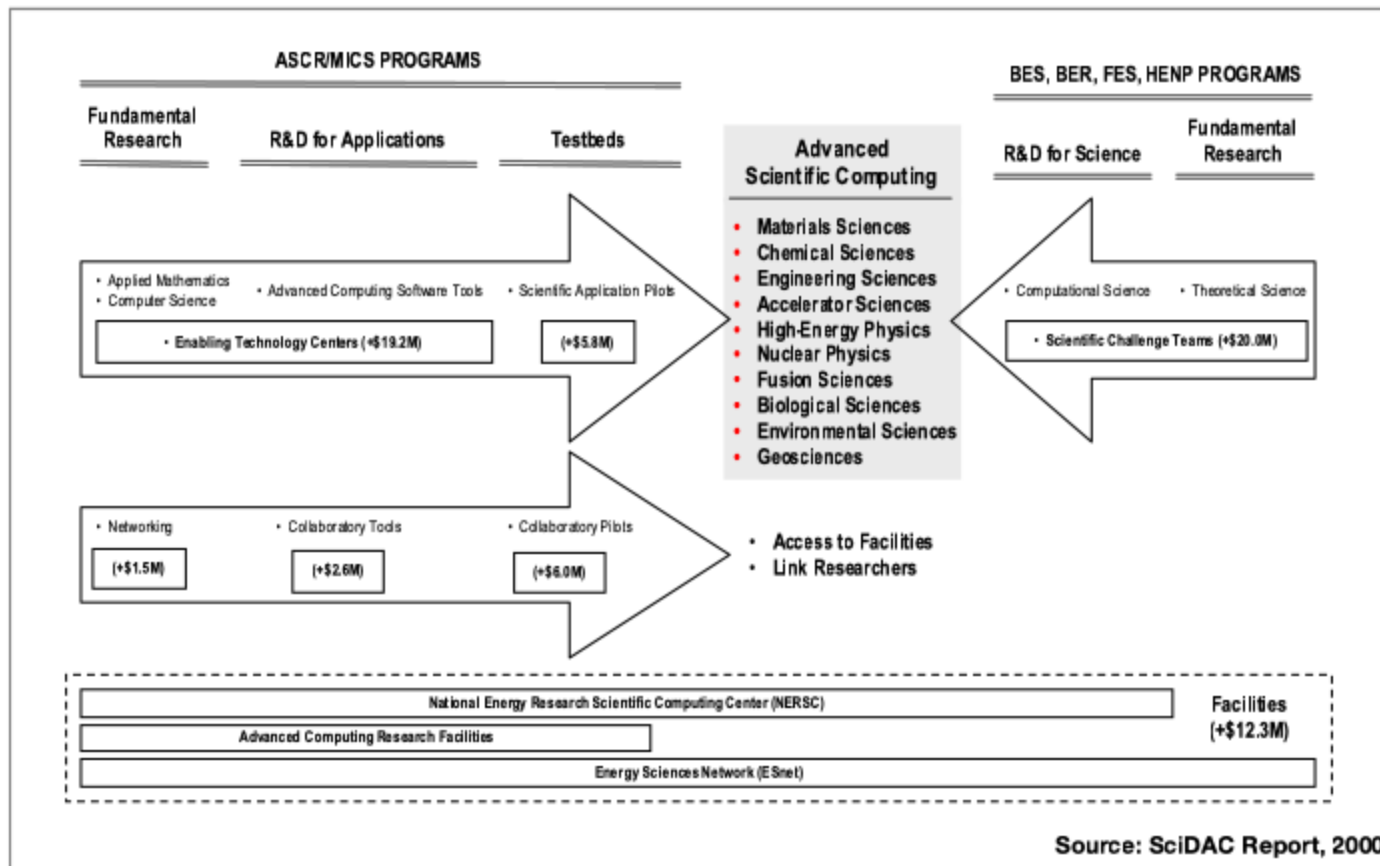 ASCR/MICS PROGRAMS
BES, BER, FES, HENP PROGRAMS
Fundamental
Research
R&D for Applications
Testbeds
Advanced
Scientific Computing
R&D for Science
Fundamental
Research
• Materials Sciences
• Chemical Sciences
• Engineering Sciences
• Accelerator Sciences
• High-Energy Physics
• Nuclear Physics
• Fusion Sciences
• Biological Sciences
• Environmental Sciences
• Geosciences
• Applied Mathematics
• Computer Science
• Advanced Computing Software Tools
• Scientific Application Pilots
• Enabling Technology Centers (+$19.2M)
(+$5.8M)
• Computational Science
• Theoretical Science
• Scientific Challenge Teams (+$20.0M)
• Networking
• Collaboratory Tools
• Collaboratory Pilots
(+$1.5M)
(+$2.6M)
(+$6.0M)
• Access to Facilities
• Link Researchers
National Energy Research Scientific Computing Center (NERSC)
Advanced Computing Research Facilities
Energy Sciences Network (ESnet)
Facilities
(+$12.3M)
Source: SciDAC Report, 2000